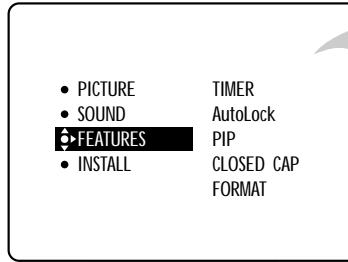 • PICTURE
• SOUND
FEATURES
• INSTALL
TIMER
AutoLock
PIP
CLOSED CAP
FORMAT